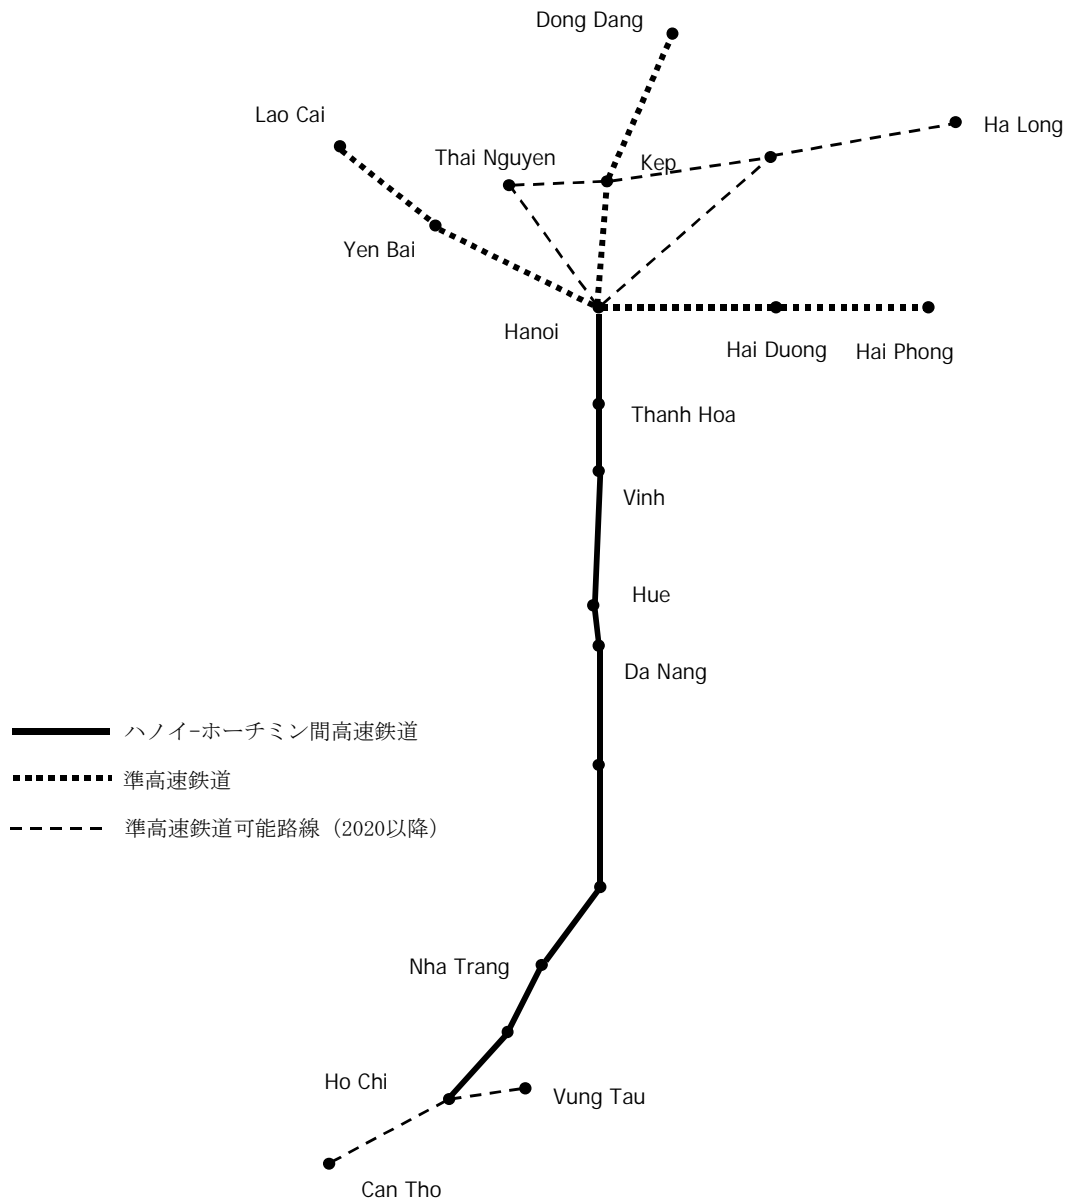 Dong Dang
Lao Cai
Ha Long
Thai Nguyen
Kep
Yen Bai
Hanoi
Hai Duong
Hai Phong
Thanh Hoa
Vinh
Hue
Da Nang
ハノイ-ホーチミン間高速鉄道
準高速鉄道
準高速鉄道可能路線（2020以降）
Nha Trang
Ho Chi
Vung Tau
Can Tho